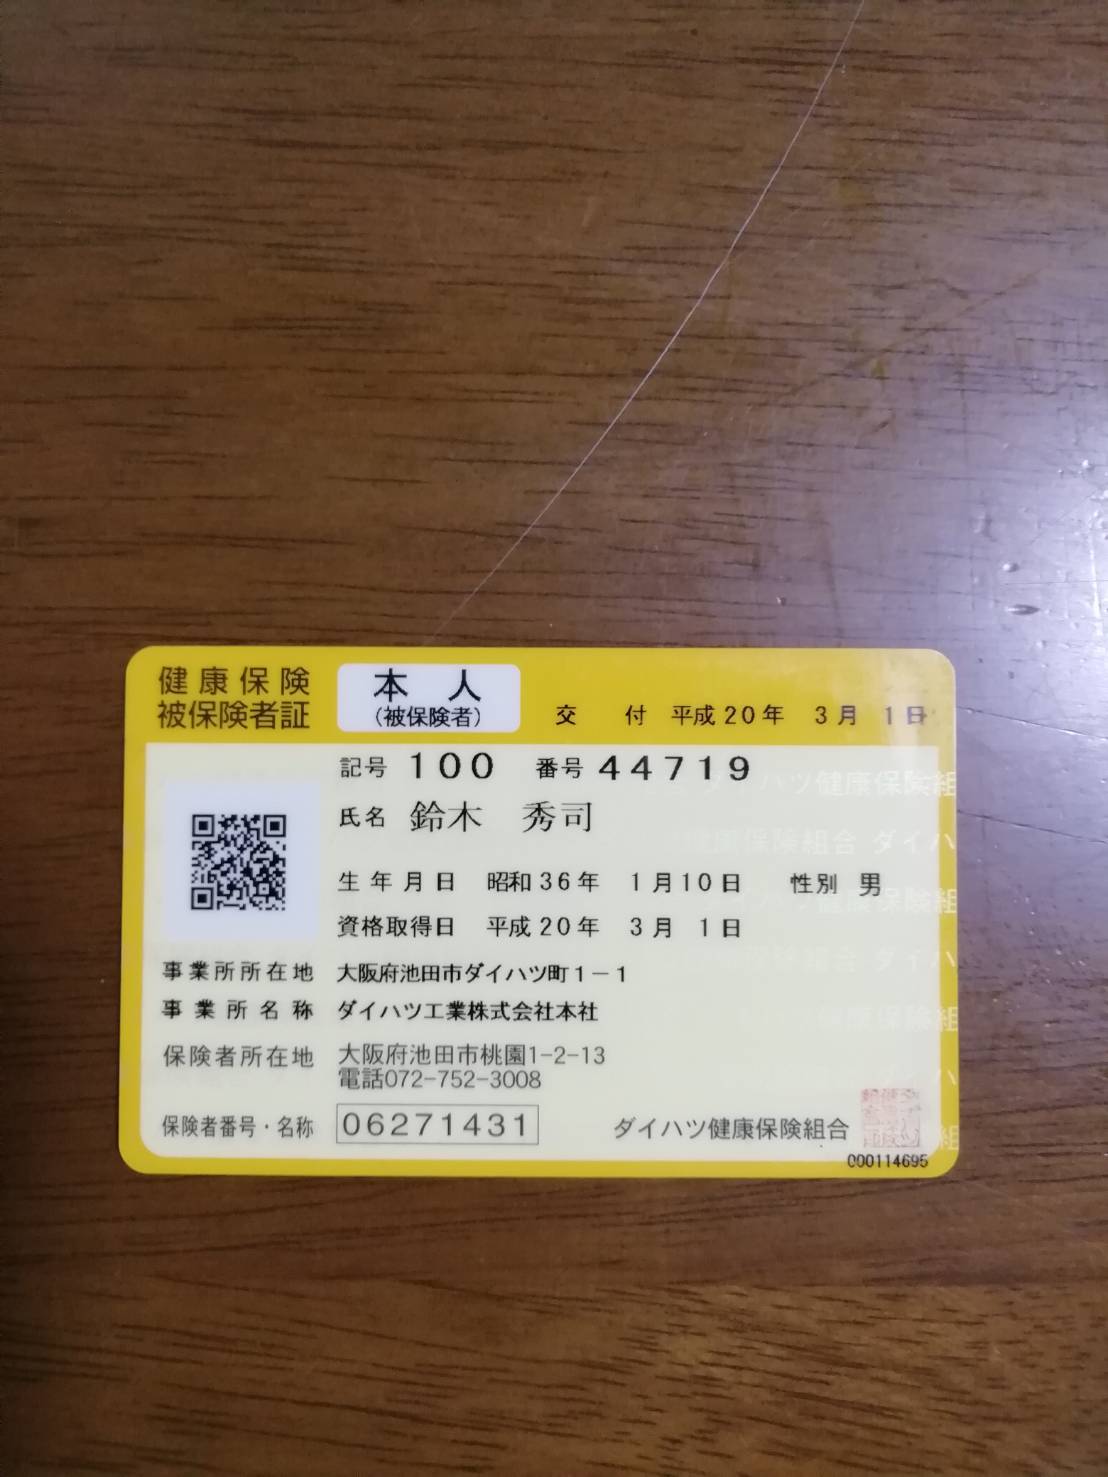 健康保険
被保険者証
本人
(被保険者)
交付 平成20年 3月 1日
記号 100 番号 44719
氏名 鈴木 秀司
生年月日 昭和36年 1月10日 性別 男
資格取得日 平成20年 3月 1日
事業所所在地 大阪府池田市ダイハツ町1-1
事業所名称 ダイハツ工業株式会社本社
保険者所在地 大阪府池田市桃園1-2-13
電話072-752-3008
保険者番号・名称 06271431 ダイハツ健康保険組合
000114695